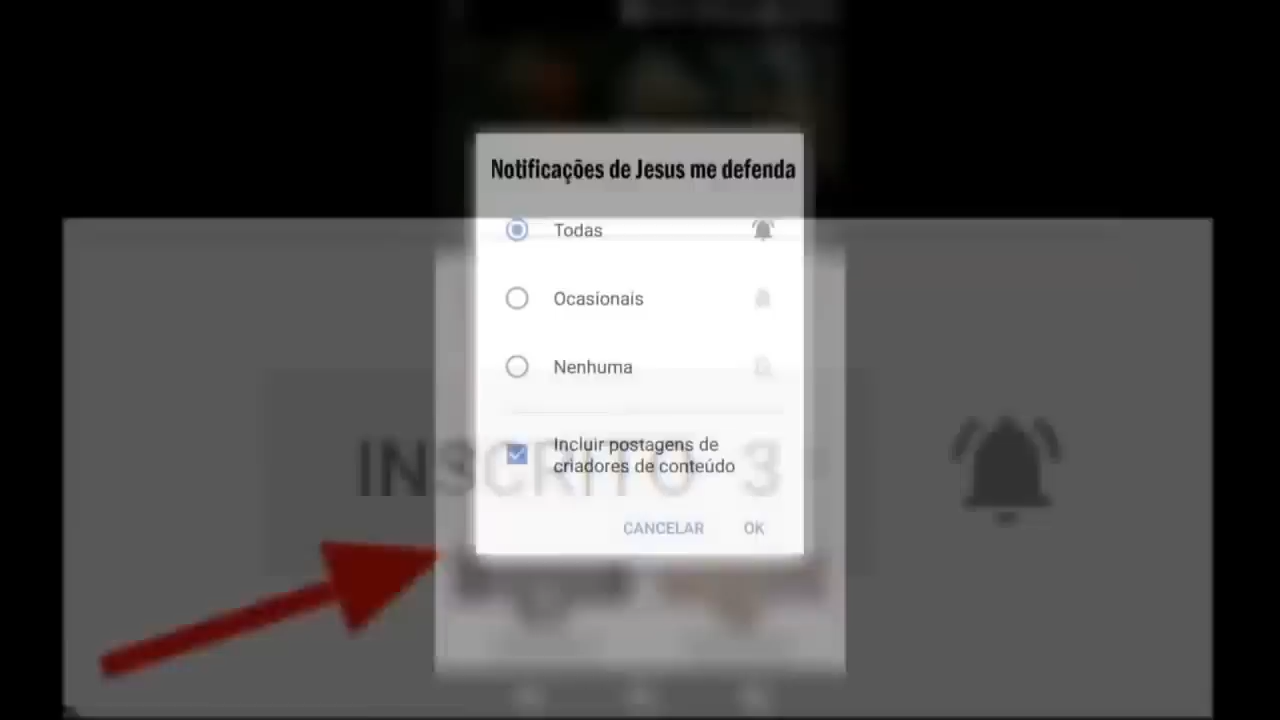 Notificações de Jesus me defenda
Todas
Ocasionais
Nenhuma
Incluir postagens de
criadores de conteúdo
INSCRITO 3
CANCELAR OK